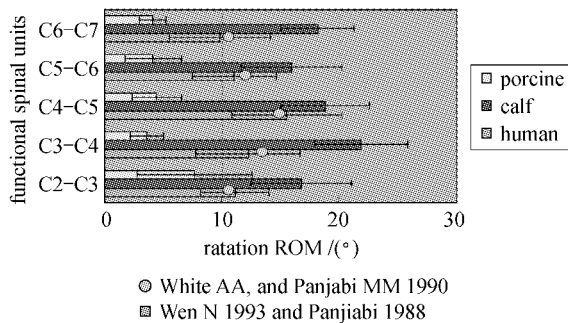 functional spinal units
C6-C7
C5-C6
C4-C5
C3-C4
C2-C3
0
10
20
30
ratation ROM /(°)
porcine
calf
human
White AA, and Panjabi MM 1990
Wen N 1993 and Panjiabi 1988